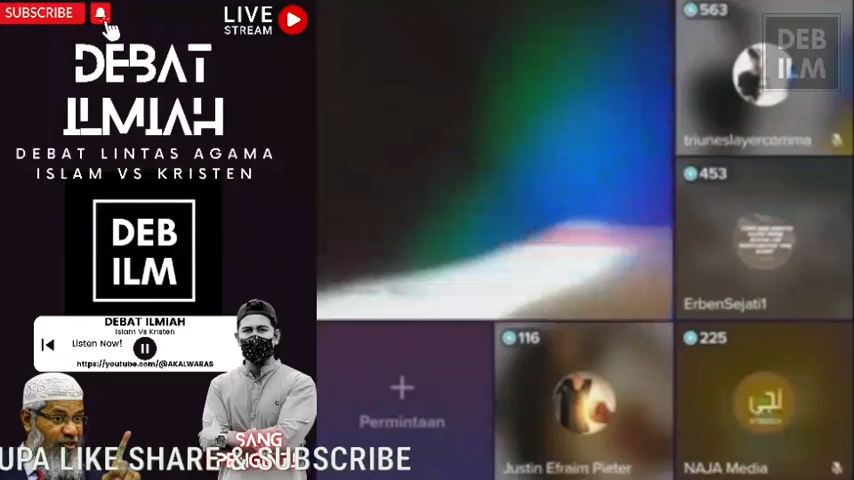 SUBSCRIBE
LIVE
STREAM
DEBAT
ILMIAH
DEBAT LINTAS AGAMA
ISLAM VS KRISTEN
DEB
ILM
DEBAT ILMIAH
Islam Vs Kristen
Listen Now!
https://youtube.com/@AKALWARAS
SANG
UPA LIKE SHARE & SUBSCRIBE
563
DEB
ILM
triuneslayercomma
453
ErbenSejati1
Permintaan
116
Justin Efraim Pieter
225
NAJA Media